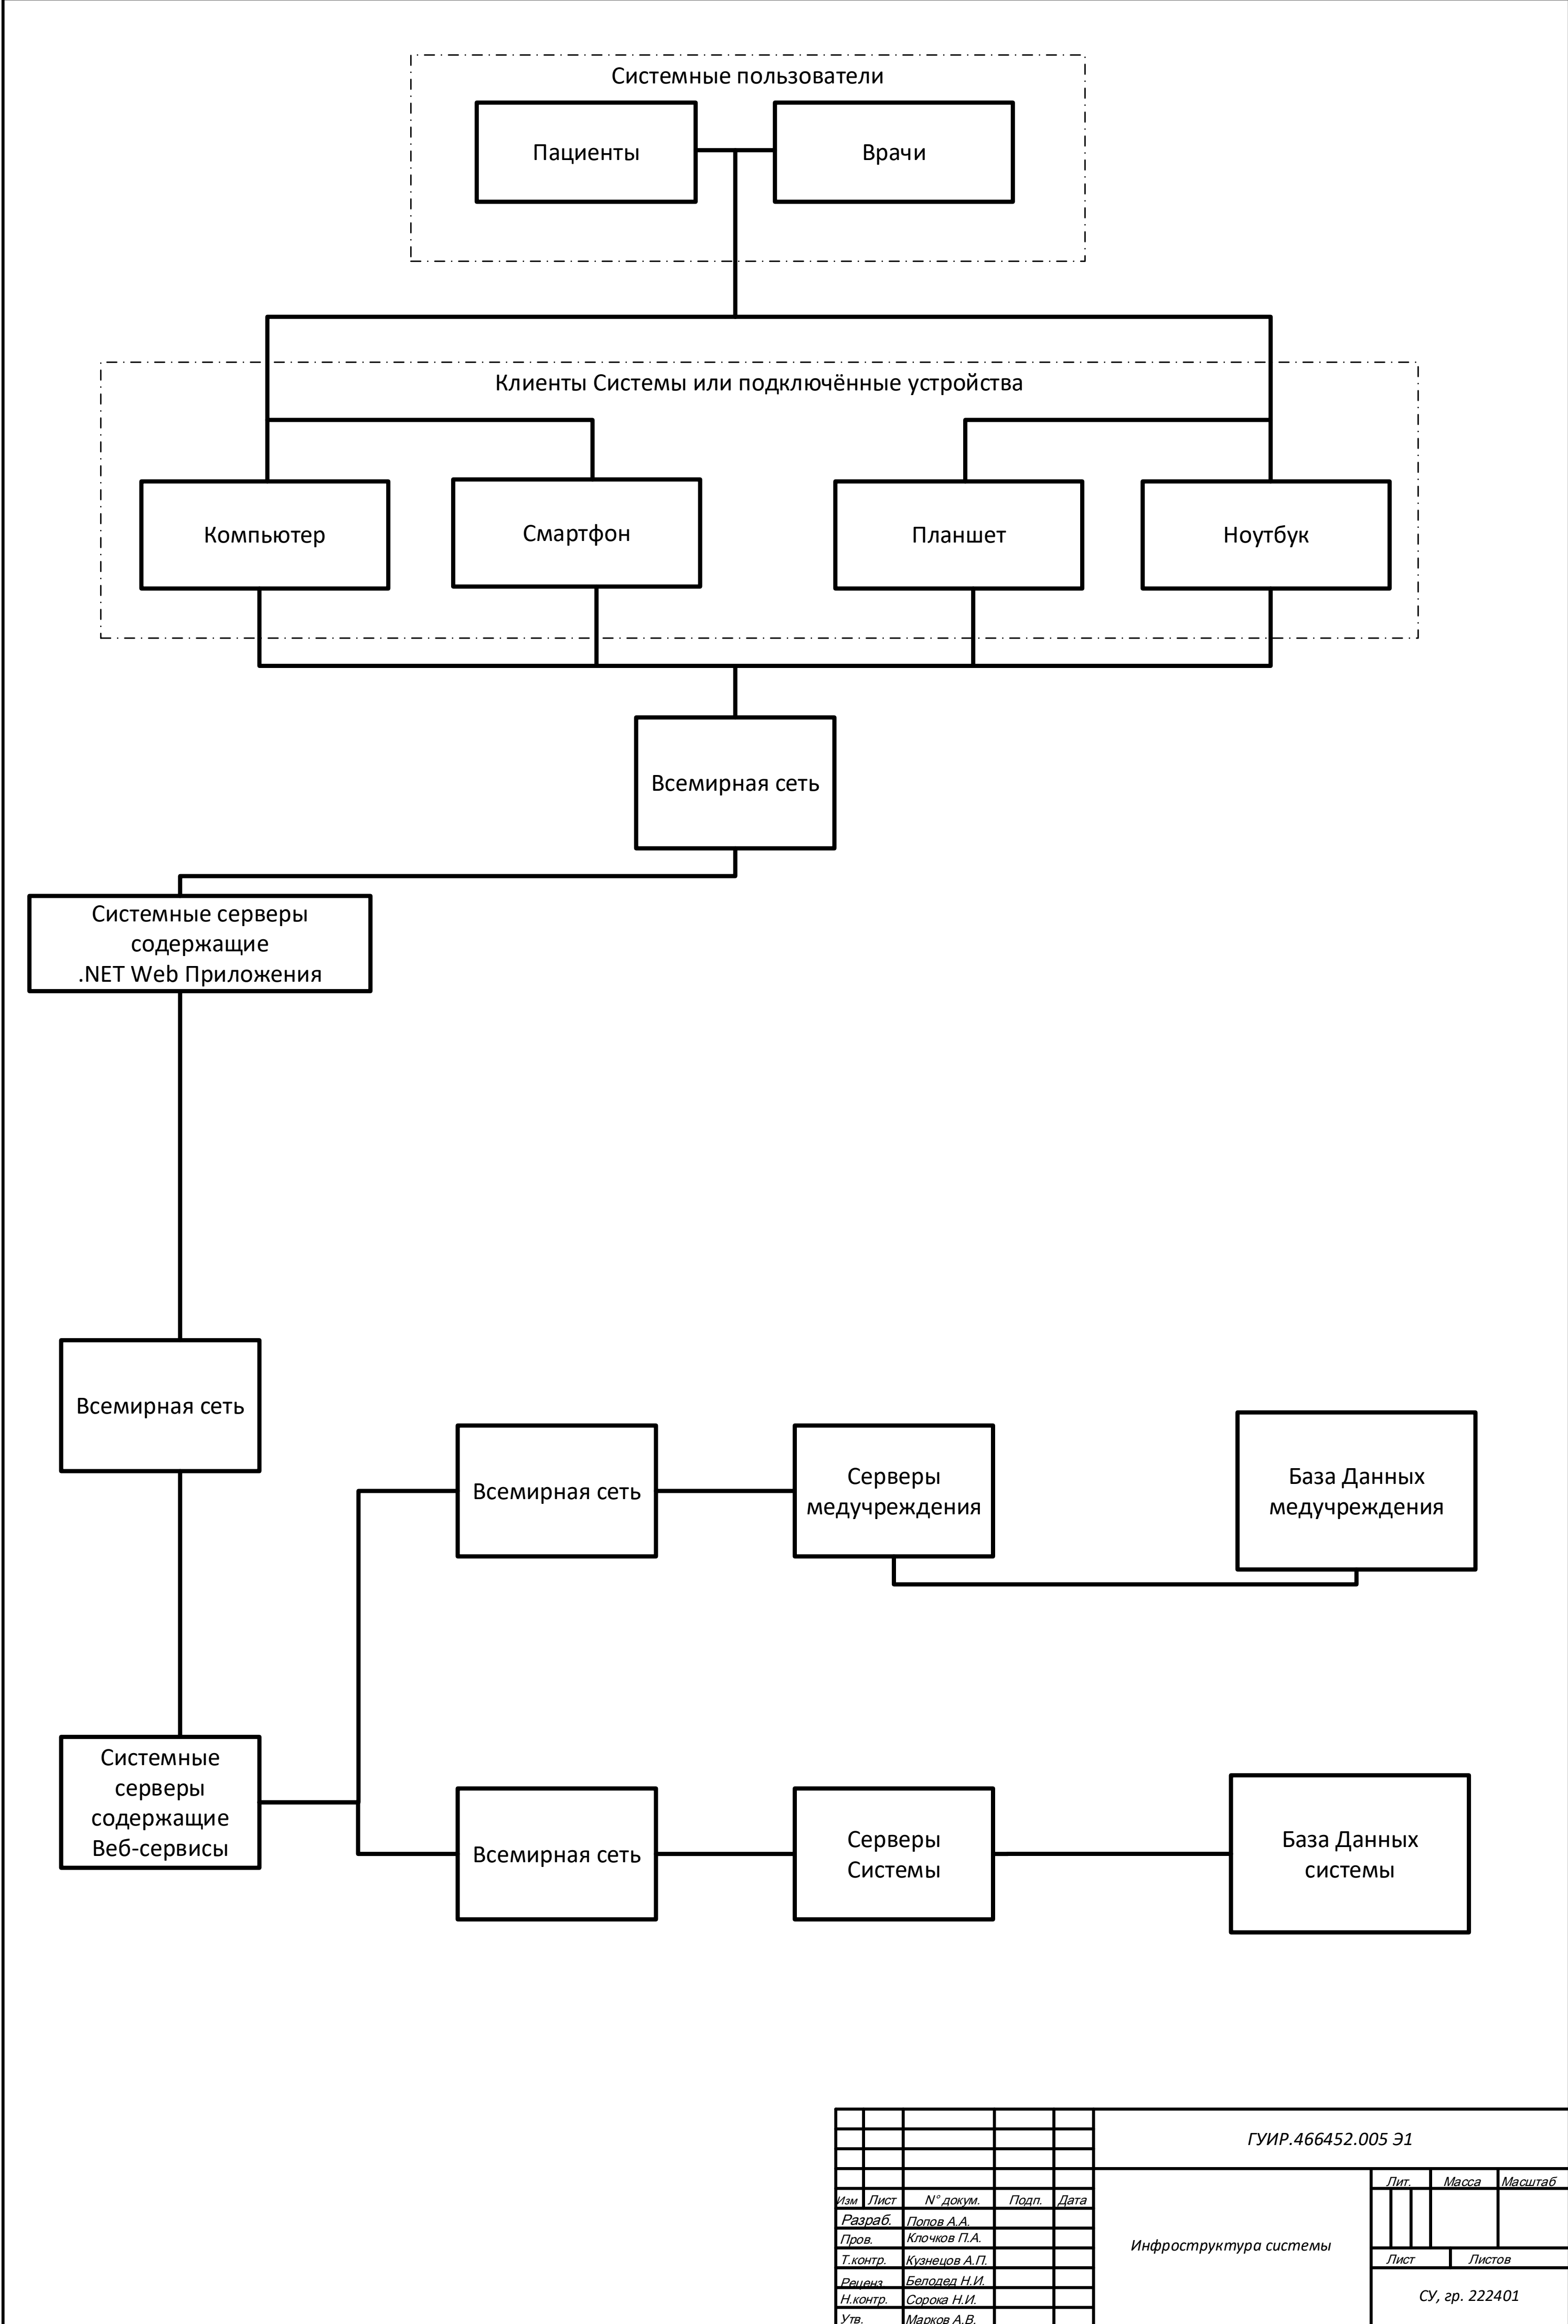 Системные пользователи
Пациенты
Врачи
Клиенты Системы или подключённые устройства
Компьютер
Смартфон
Планшет
Ноутбук
Всемирная сеть
Системные серверы
содержащие
.NET Web Приложения
Всемирная сеть
Всемирная сеть
Серверы
медучреждения
База Данных
медучреждения
Системные
серверы
содержащие
Веб-сервисы
Всемирная сеть
Серверы
Системы
База Данных
системы
ГУИР.466452.005 Э1
Лит. Масса Масштаб
Изм Лист N° докум. Подп. Дата
Разраб. Попов А.А.
Пров. Клочков П.А.
Инфроструктура системы
Т.контр. Кузнецов А.П.
Лист Листов
Реценз Белодед Н.И.
Н.контр. Сорока Н.И.
СУ, гр. 222401
Утв. Марков А.В.